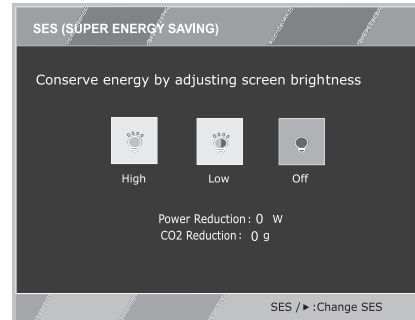 SES (SUPER ENERGY SAVING)
Conserve energy by adjusting screen brightness
High Low Off
Power Reduction: 0 W
CO2 Reduction: 0 g
SES / ▶ :Change SES